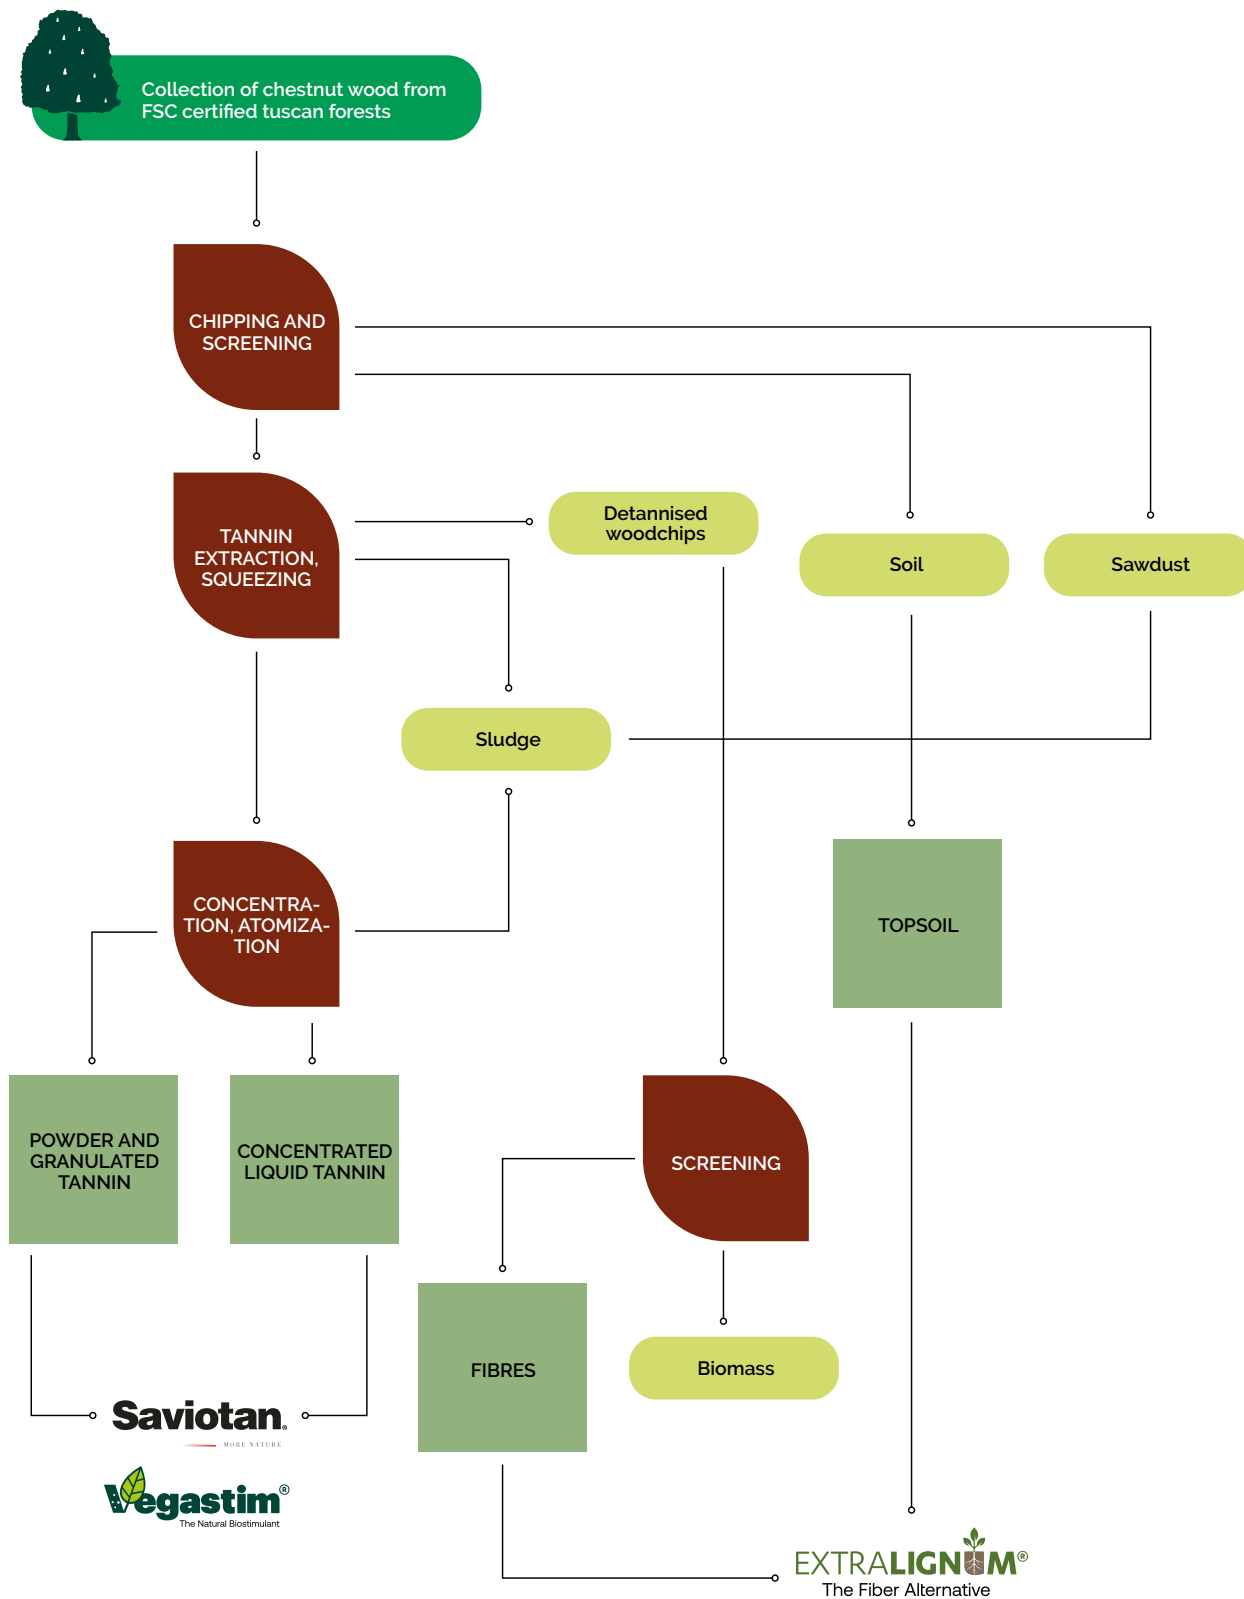 Collection of chestnut wood from
FSC certified tuscan forests
CHIPPING AND
SCREENING
TANNIN
EXTRACTION,
SQUEEZING
Detannised
woodchips
Soil
Sawdust
Sludge
CONCENTRA-
TION, ATOMIZA-
TION
TOPSOIL
POWDER AND
GRANULATED
TANNIN
CONCENTRATED
LIQUID TANNIN
SCREENING
FIBRES
Biomass
Saviotan®
MORE NATURE
Vegastim®
The Natural Biostimulant
EXTRALIGNUM®
The Fiber Alternative